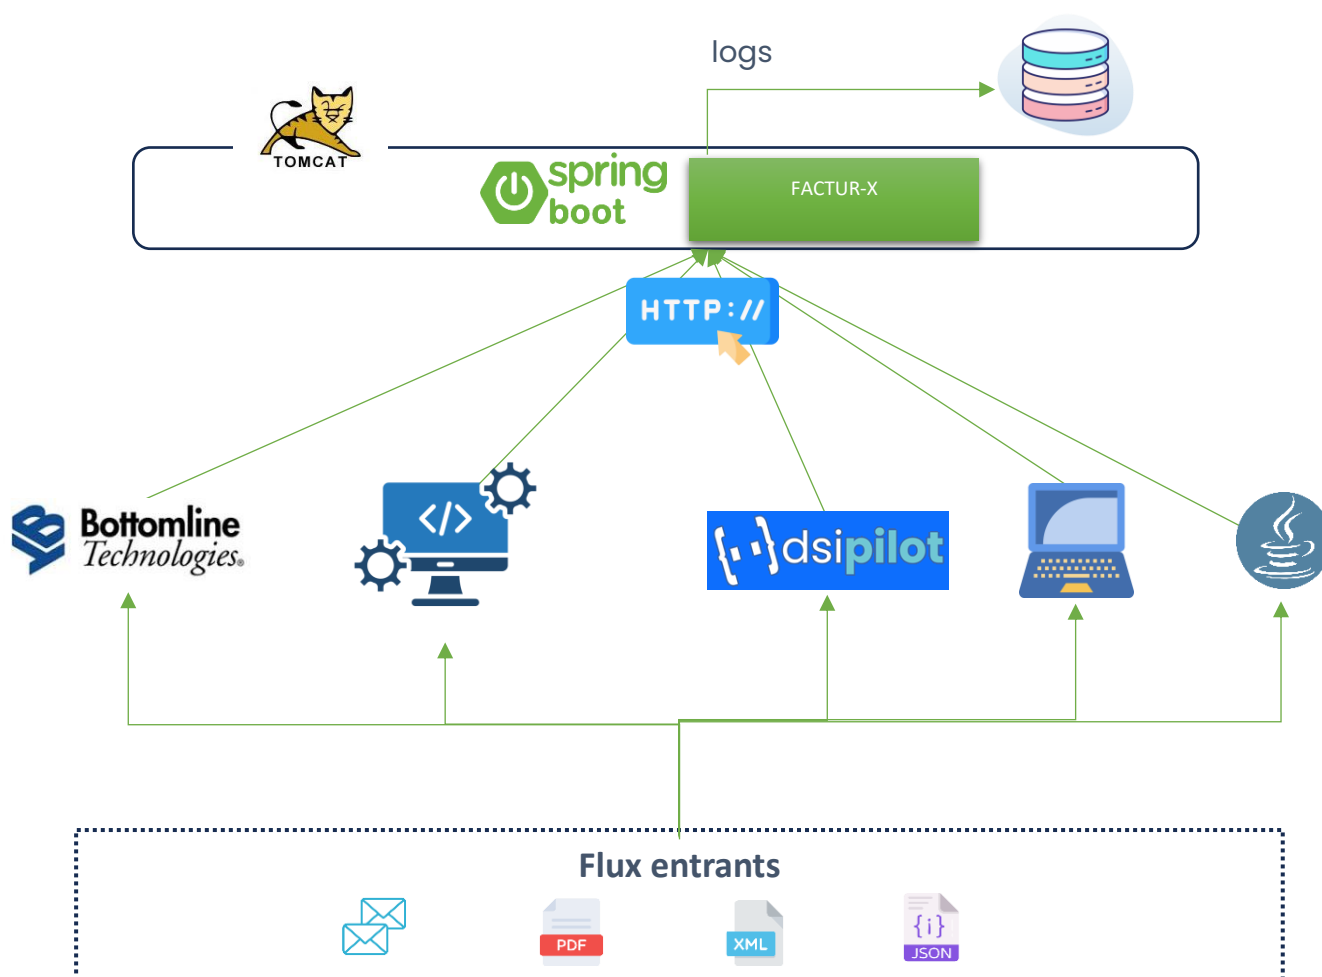 logs
TOMCAT
spring
boot
FACTUR-X
HTTP://
</>
Bottomline
Technologies®
{..}dsipilot
Flux entrants
PDF
XML
{i}
JSON